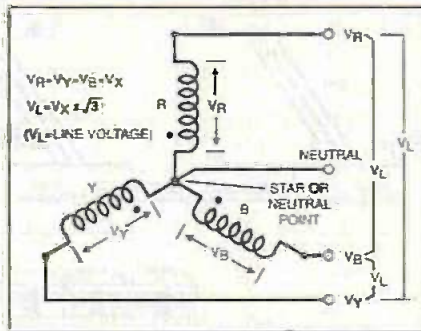 VR=VY=VB=VX
VL=VX x √3
(VL=LINE VOLTAGE)
R
VR
VR
VL
NEUTRAL
VL
STAR OR
NEUTRAL
POINT
Y
VY
B
VB
VB
VL
VY